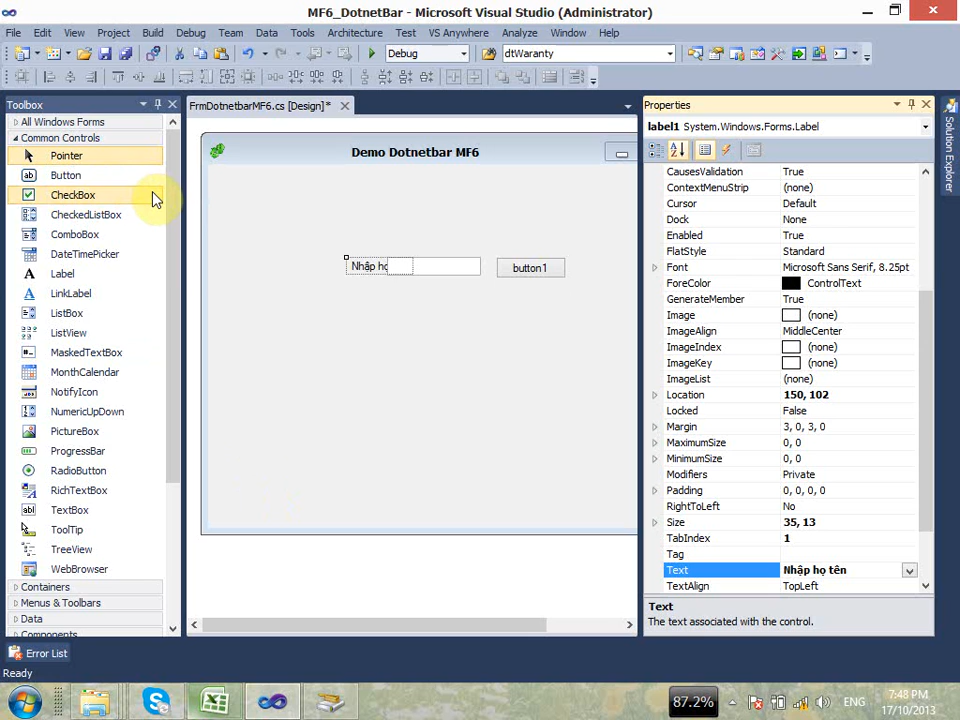 MF6_DotnetBar - Microsoft Visual Studio (Administrator)
File Edit View Project Build Debug Team Data Tools Architecture Test VS Anywhere Analyze Window Help
Debug dtWaranty
Toolbox
FrmDotnetbarMF6.cs [Design]*
Properties
All Windows Forms
Common Controls
Pointer
Button
CheckBox
CheckedListBox
ComboBox
DateTimePicker
Label
LinkLabel
ListBox
ListView
MaskedTextBox
MonthCalendar
NotifyIcon
NumericUpDown
PictureBox
ProgressBar
RadioButton
RichTextBox
TextBox
ToolTip
TreeView
WebBrowser
Containers
Menus & Toolbars
Data
Components
Demo Dotnetbar MF6
Nhập họ
button1
label1 System.Windows.Forms.Label
CausesValidation True
ContextMenuStrip (none)
Cursor Default
Dock None
Enabled True
FlatStyle Standard
Font Microsoft Sans Serif, 8.25pt
ForeColor ControlText
GenerateMember True
Image (none)
ImageAlign MiddleCenter
ImageIndex (none)
ImageKey (none)
ImageList (none)
Location 150, 102
Locked False
Margin 3, 0, 3, 0
MaximumSize 0, 0
MinimumSize 0, 0
Modifiers Private
Padding 0, 0, 0, 0
RightToLeft No
Size 35, 13
TabIndex 1
Tag
Text Nhập họ tên
TextAlign TopLeft
Text
The text associated with the control.
Solution Explorer
Error List
Ready
87.2%
ENG
7:48 PM
17/10/2013